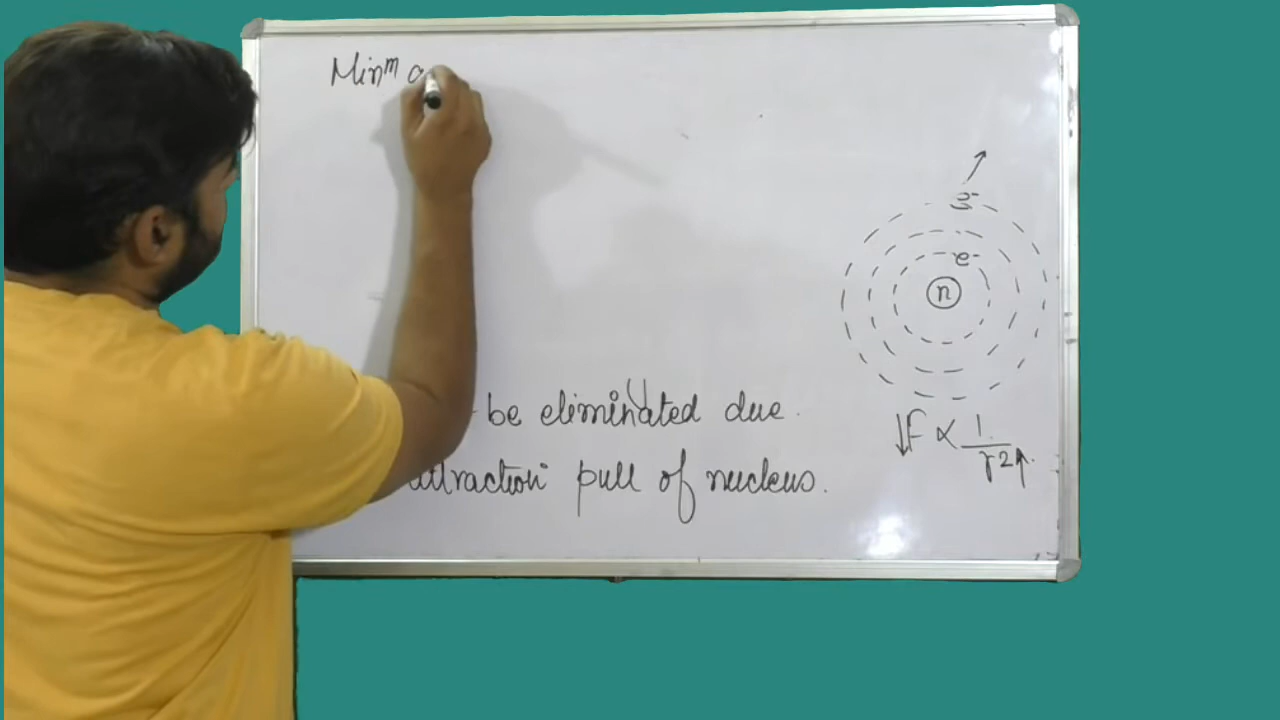 Minᵐ a
e⁻
e⁻
n
be eliminated due
attraction pull of nucleus.
↓F ∝ 1/r2↑.